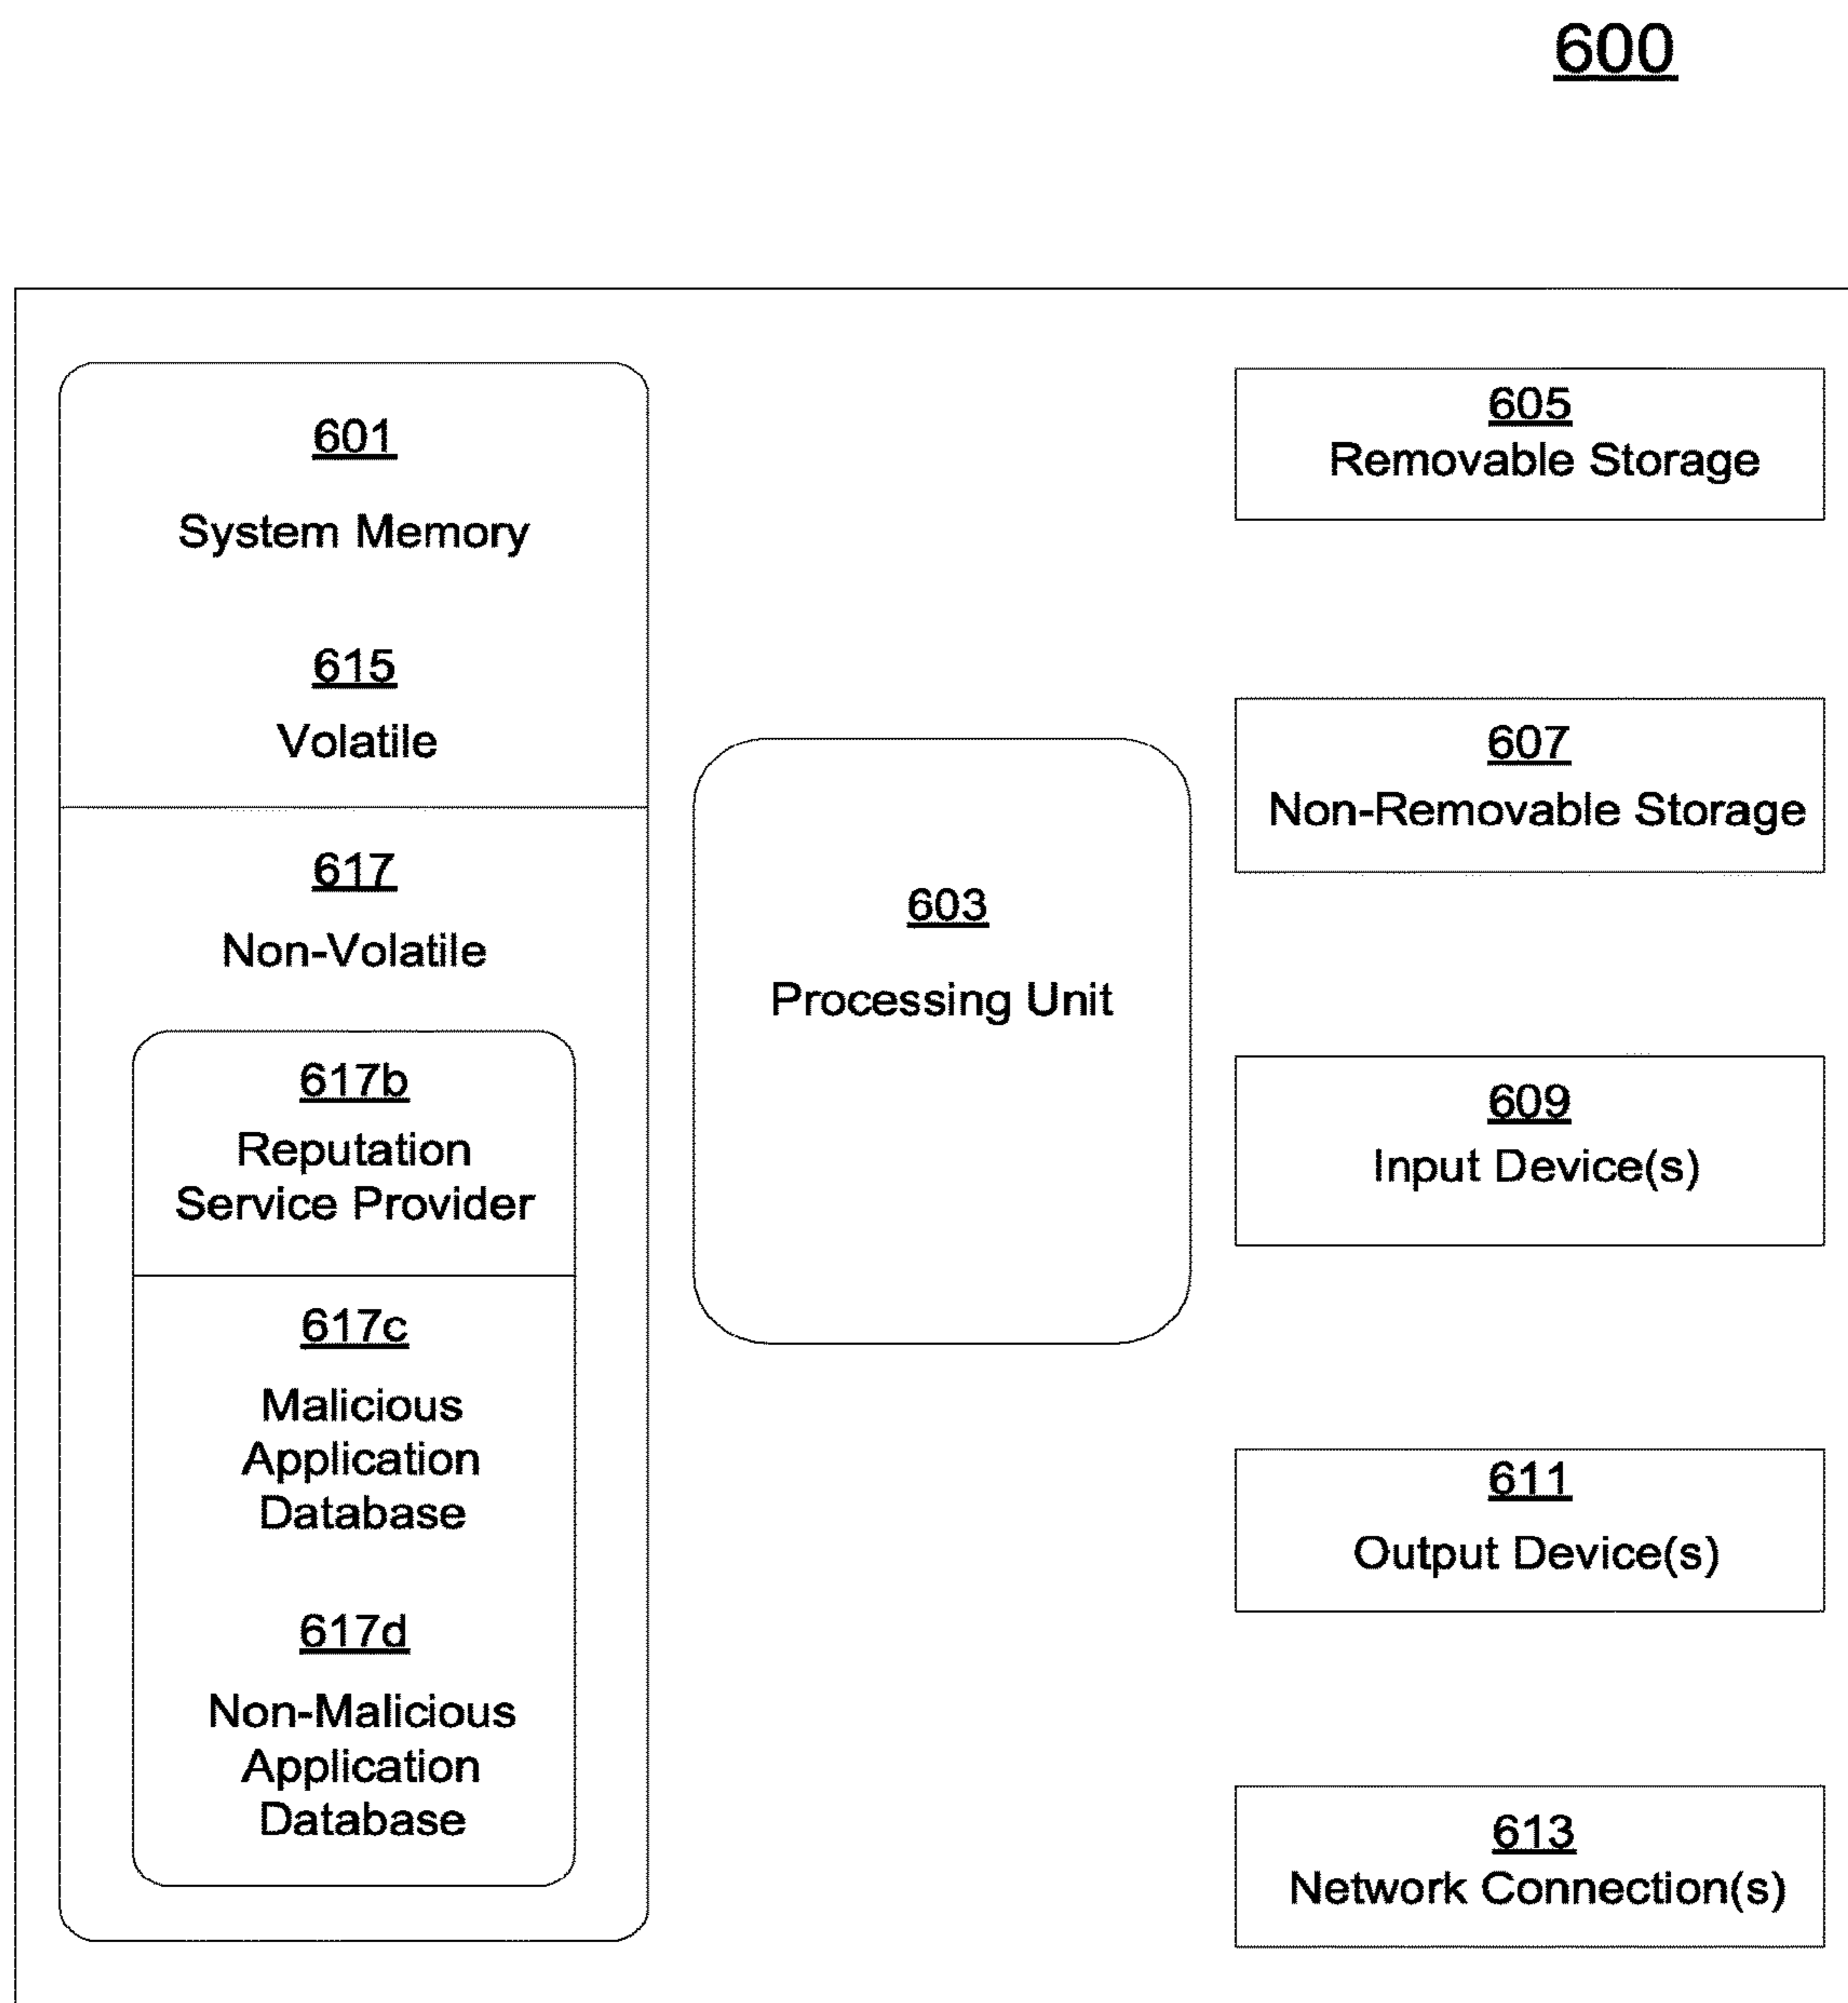 600
601
System Memory
615
Volatile
617
Non-Volatile
617b
Reputation
Service Provider
617c
Malicious
Application
Database
617d
Non-Malicious
Application
Database
603
Processing Unit
605
Removable Storage
607
Non-Removable Storage
609
Input Device(s)
611
Output Device(s)
613
Network Connection(s)